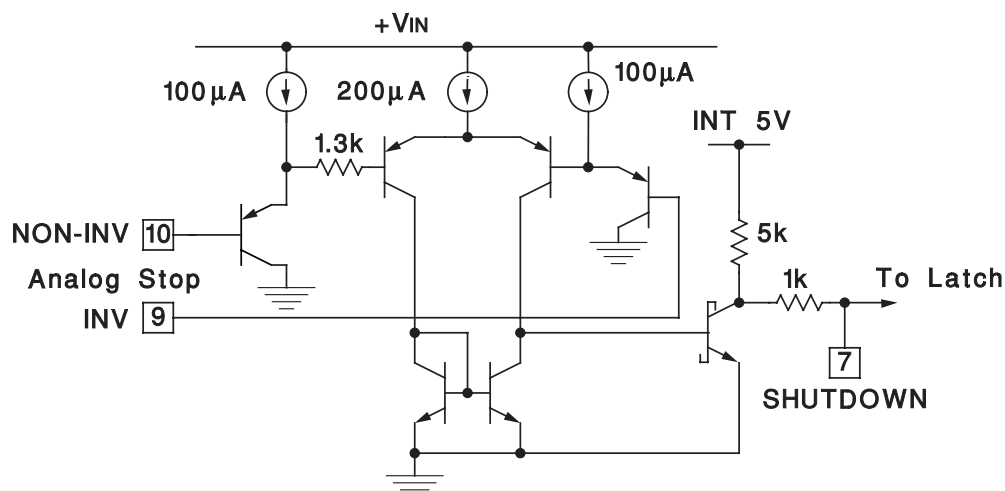 +VIN
100µA
200µA
100µA
INT 5V
1.3k
5k
NON-INV 10
Analog Stop
1k
To Latch
INV 9
7
SHUTDOWN